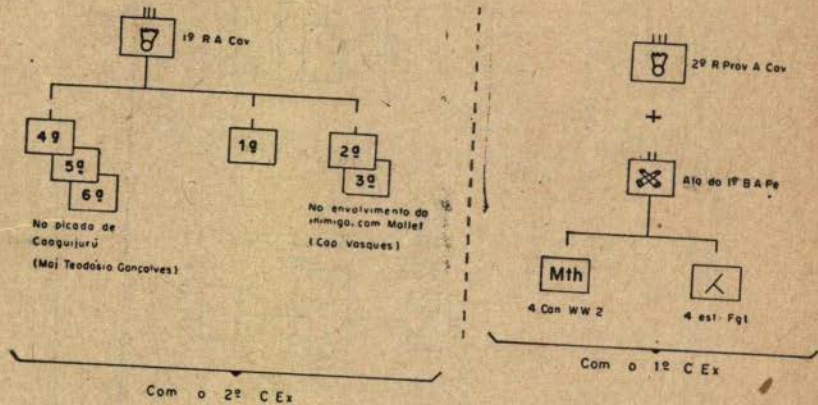 1º R A Cav
4º
5º
6º
Na picada de
Caaguijurú
(Maj Teodósio Gonçalves)
1º
2º
3º
No envolvimento do
inimigo, com Mallet
(Cap Vasques)
Com o 2º C Ex
2º R Prov A Cav
+
Ala do 1º B A Pe
Mth
4 Can WW 2
4 est. Fgt
Com o 1º C Ex